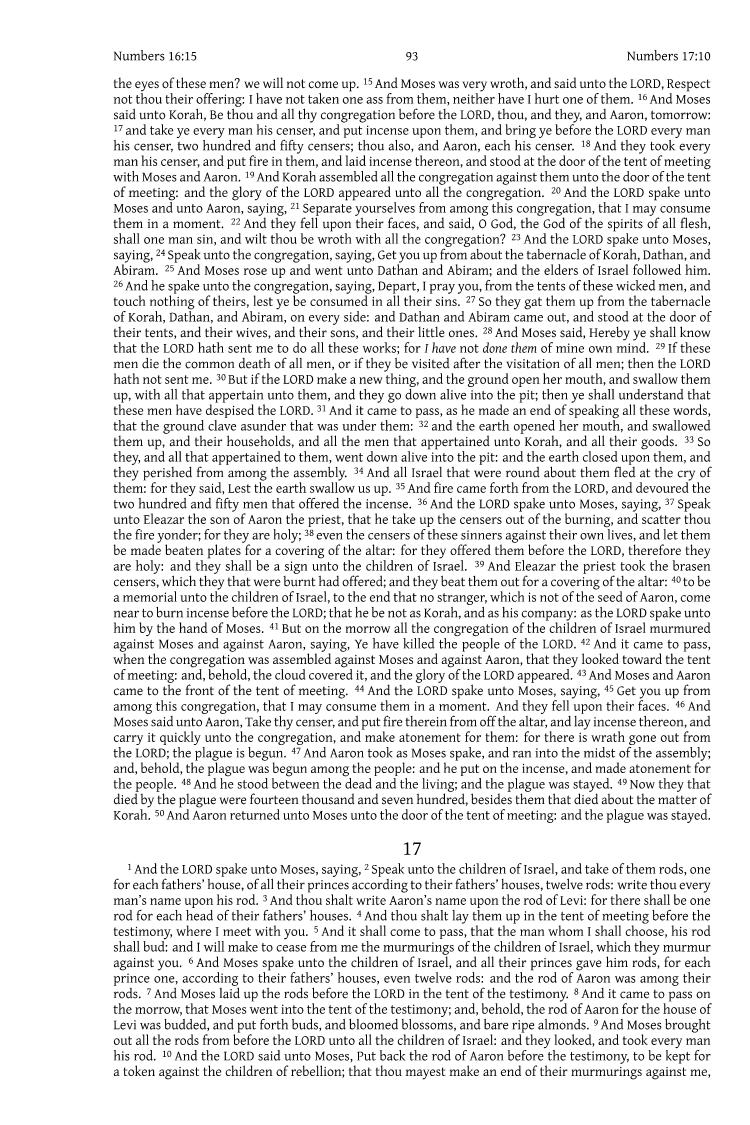 Numbers 16:15 93 Numbers 17:10
the eyes of these men? we will not come up. 15 And Moses was very wroth, and said unto the LORD, Respect
not thou their offering: I have not taken one ass from them, neither have I hurt one of them. 16 And Moses
said unto Korah, Be thou and all thy congregation before the LORD, thou, and they, and Aaron, tomorrow:
17 and take ye every man his censer, and put incense upon them, and bring ye before the LORD every man
his censer, two hundred and fifty censers; thou also, and Aaron, each his censer. 18 And they took every
man his censer, and put fire in them, and laid incense thereon, and stood at the door of the tent of meeting
with Moses and Aaron. 19 And Korah assembled all the congregation against them unto the door of the tent
of meeting: and the glory of the LORD appeared unto all the congregation. 20 And the LORD spake unto
Moses and unto Aaron, saying, 21 Separate yourselves from among this congregation, that I may consume
them in a moment. 22 And they fell upon their faces, and said, O God, the God of the spirits of all flesh,
shall one man sin, and wilt thou be wroth with all the congregation? 23 And the LORD spake unto Moses,
saying, 24 Speak unto the congregation, saying, Get you up from about the tabernacle of Korah, Dathan, and
Abiram. 25 And Moses rose up and went unto Dathan and Abiram; and the elders of Israel followed him.
26 And he spake unto the congregation, saying, Depart, I pray you, from the tents of these wicked men, and
touch nothing of theirs, lest ye be consumed in all their sins. 27 So they gat them up from the tabernacle
of Korah, Dathan, and Abiram, on every side: and Dathan and Abiram came out, and stood at the door of
their tents, and their wives, and their sons, and their little ones. 28 And Moses said, Hereby ye shall know
that the LORD hath sent me to do all these works; for I have not done them of mine own mind. 29 If these
men die the common death of all men, or if they be visited after the visitation of all men; then the LORD
hath not sent me. 30 But if the LORD make a new thing, and the ground open her mouth, and swallow them
up, with all that appertain unto them, and they go down alive into the pit; then ye shall understand that
these men have despised the LORD. 31 And it came to pass, as he made an end of speaking all these words,
that the ground clave asunder that was under them: 32 and the earth opened her mouth, and swallowed
them up, and their households, and all the men that appertained unto Korah, and all their goods. 33 So
they, and all that appertained to them, went down alive into the pit: and the earth closed upon them, and
they perished from among the assembly. 34 And all Israel that were round about them fled at the cry of
them: for they said, Lest the earth swallow us up. 35 And fire came forth from the LORD, and devoured the
two hundred and fifty men that offered the incense. 36 And the LORD spake unto Moses, saying, 37 Speak
unto Eleazar the son of Aaron the priest, that he take up the censers out of the burning, and scatter thou
the fire yonder; for they are holy; 38 even the censers of these sinners against their own lives, and let them
be made beaten plates for a covering of the altar: for they offered them before the LORD, therefore they
are holy: and they shall be a sign unto the children of Israel. 39 And Eleazar the priest took the brasen
censers, which they that were burnt had offered; and they beat them out for a covering of the altar: 40 to be
a memorial unto the children of Israel, to the end that no stranger, which is not of the seed of Aaron, come
near to burn incense before the LORD; that he be not as Korah, and as his company: as the LORD spake unto
him by the hand of Moses. 41 But on the morrow all the congregation of the children of Israel murmured
against Moses and against Aaron, saying, Ye have killed the people of the LORD. 42 And it came to pass,
when the congregation was assembled against Moses and against Aaron, that they looked toward the tent
of meeting: and, behold, the cloud covered it, and the glory of the LORD appeared. 43 And Moses and Aaron
came to the front of the tent of meeting. 44 And the LORD spake unto Moses, saying, 45 Get you up from
among this congregation, that I may consume them in a moment. And they fell upon their faces. 46 And
Moses said unto Aaron, Take thy censer, and put fire therein from off the altar, and lay incense thereon, and
carry it quickly unto the congregation, and make atonement for them: for there is wrath gone out from
the LORD; the plague is begun. 47 And Aaron took as Moses spake, and ran into the midst of the assembly;
and, behold, the plague was begun among the people: and he put on the incense, and made atonement for
the people. 48 And he stood between the dead and the living; and the plague was stayed. 49 Now they that
died by the plague were fourteen thousand and seven hundred, besides them that died about the matter of
Korah. 50 And Aaron returned unto Moses unto the door of the tent of meeting: and the plague was stayed.
17
1 And the LORD spake unto Moses, saying, 2 Speak unto the children of Israel, and take of them rods, one
for each fathers' house, of all their princes according to their fathers' houses, twelve rods: write thou every
man's name upon his rod. 3 And thou shalt write Aaron's name upon the rod of Levi: for there shall be one
rod for each head of their fathers' houses. 4 And thou shalt lay them up in the tent of meeting before the
testimony, where I meet with you. 5 And it shall come to pass, that the man whom I shall choose, his rod
shall bud: and I will make to cease from me the murmurings of the children of Israel, which they murmur
against you. 6 And Moses spake unto the children of Israel, and all their princes gave him rods, for each
prince one, according to their fathers' houses, even twelve rods: and the rod of Aaron was among their
rods. 7 And Moses laid up the rods before the LORD in the tent of the testimony. 8 And it came to pass on
the morrow, that Moses went into the tent of the testimony; and, behold, the rod of Aaron for the house of
Levi was budded, and put forth buds, and bloomed blossoms, and bare ripe almonds. 9 And Moses brought
out all the rods from before the LORD unto all the children of Israel: and they looked, and took every man
his rod. 10 And the LORD said unto Moses, Put back the rod of Aaron before the testimony, to be kept for
a token against the children of rebellion; that thou mayest make an end of their murmurings against me,